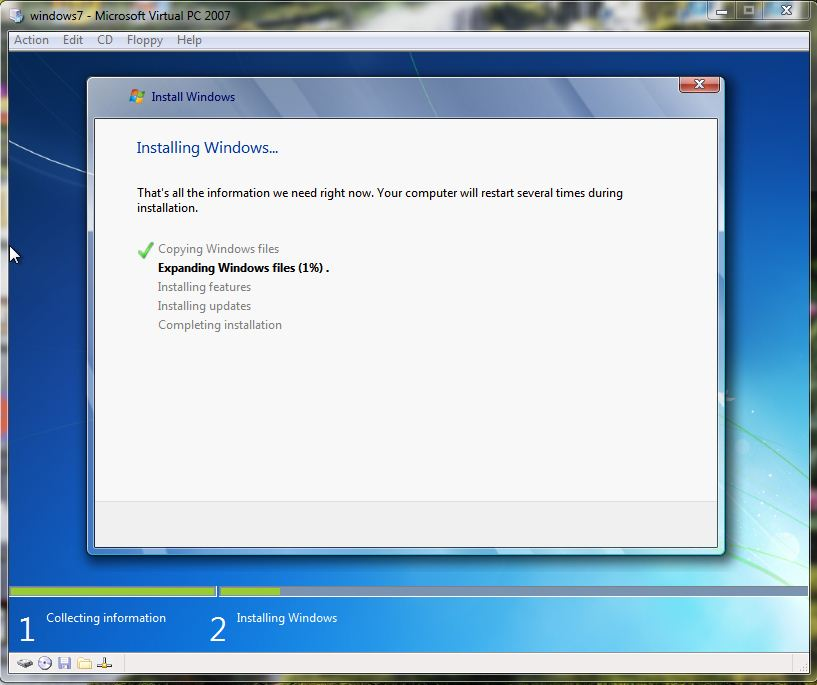 windows7 - Microsoft Virtual PC 2007
Action Edit CD Floppy Help
Install Windows
Installing Windows...
That's all the information we need right now. Your computer will restart several times during
installation.
Copying Windows files
Expanding Windows files (1%) .
Installing features
Installing updates
Completing installation
1 Collecting information 2 Installing Windows